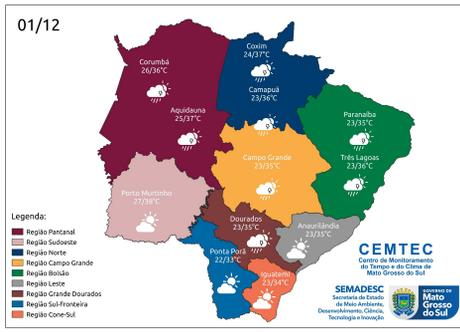 01/12
Corumbá
26/36°C
Coxim
24/37°C
Camapuã
23/36°C
Aquidauna
25/37°C
Paranaíba
23/35°C
Campo Grande
23/35°C
Três Lagoas
23/36°C
Porto Murtinho
27/38°C
Dourados
23/35°C
Anaurilândia
23/35°C
Ponta Porã
22/33°C
Iguatemi
23/34°C
Legenda:
Região Pantanal
Região Sudoeste
Região Norte
Região Campo Grande
Região Bolsão
Região Leste
Região Grande Dourados
Região Sul-Fronteira
Região Cone-Sul
CEMTEC
Centro de Monitoramento
do Tempo e do Clima de
Mato Grosso do Sul
SEMADESC
Secretaria de Estado
de Meio Ambiente,
Desenvolvimento, Ciência,
Tecnologia e Inovação
GOVERNO DE
Mato
Grosso
do Sul